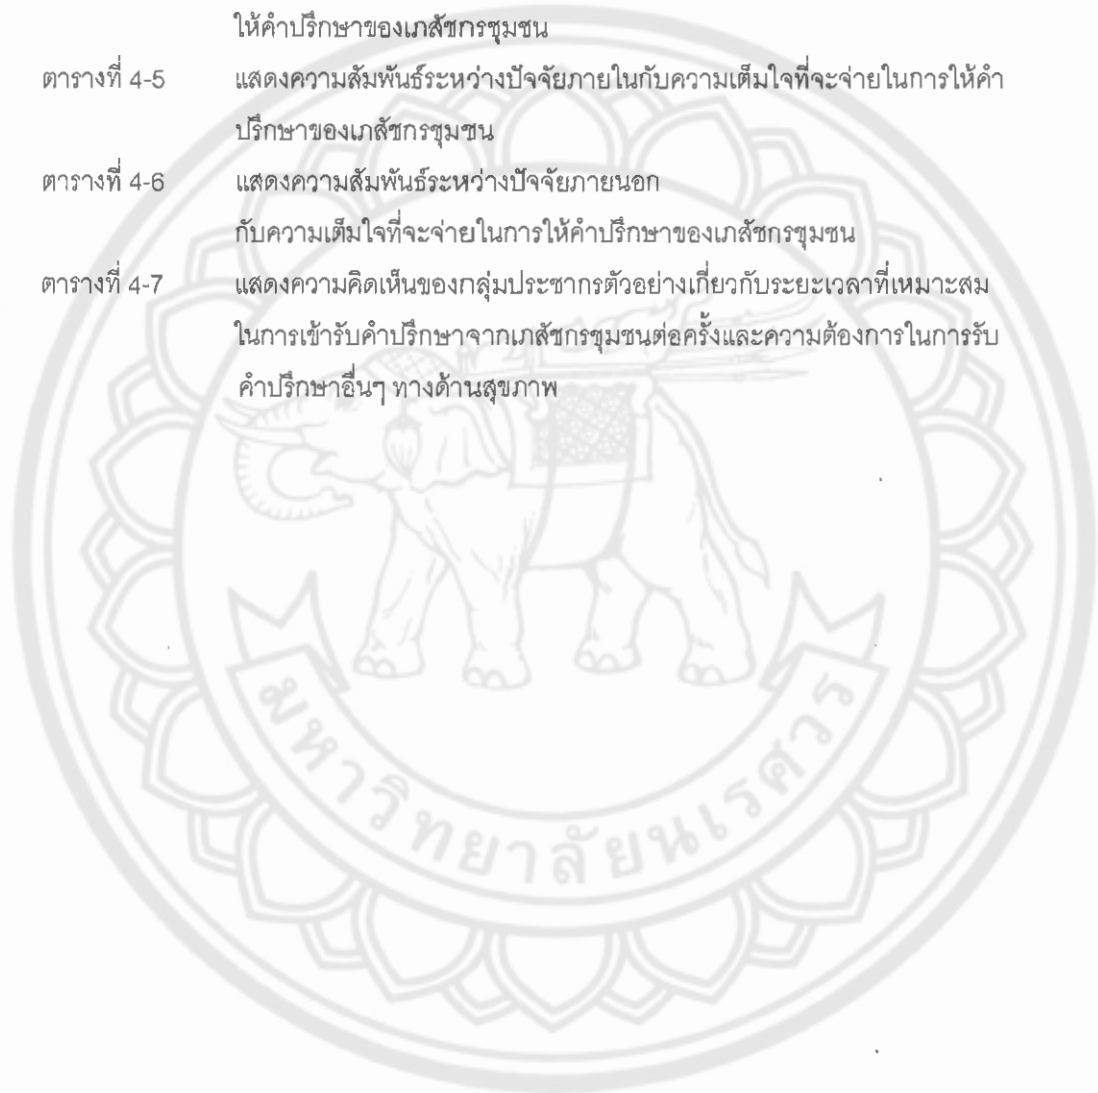 ให้คำปรึกษาของเภสัชกรชุมชน
ตารางที่ 4-5 แสดงความสัมพันธ์ระหว่างปัจจัยภายในกับความเต็มใจที่จะจ่ายในการให้คำ
ปรึกษาของเภสัชกรชุมชน
ตารางที่ 4-6 แสดงความสัมพันธ์ระหว่างปัจจัยภายนอก
กับความเต็มใจที่จะจ่ายในการให้คำปรึกษาของเภสัชกรชุมชน
ตารางที่ 4-7 แสดงความคิดเห็นของกลุ่มประชากรตัวอย่างเกี่ยวกับระยะเวลาที่เหมาะสม
ในการเข้ารับคำปรึกษาจากเภสัชกรชุมชนต่อครั้งและความต้องการในการรับ
คำปรึกษาอื่นๆ ทางด้านสุขภาพ
มหาวิทยาลัยนเรศวร